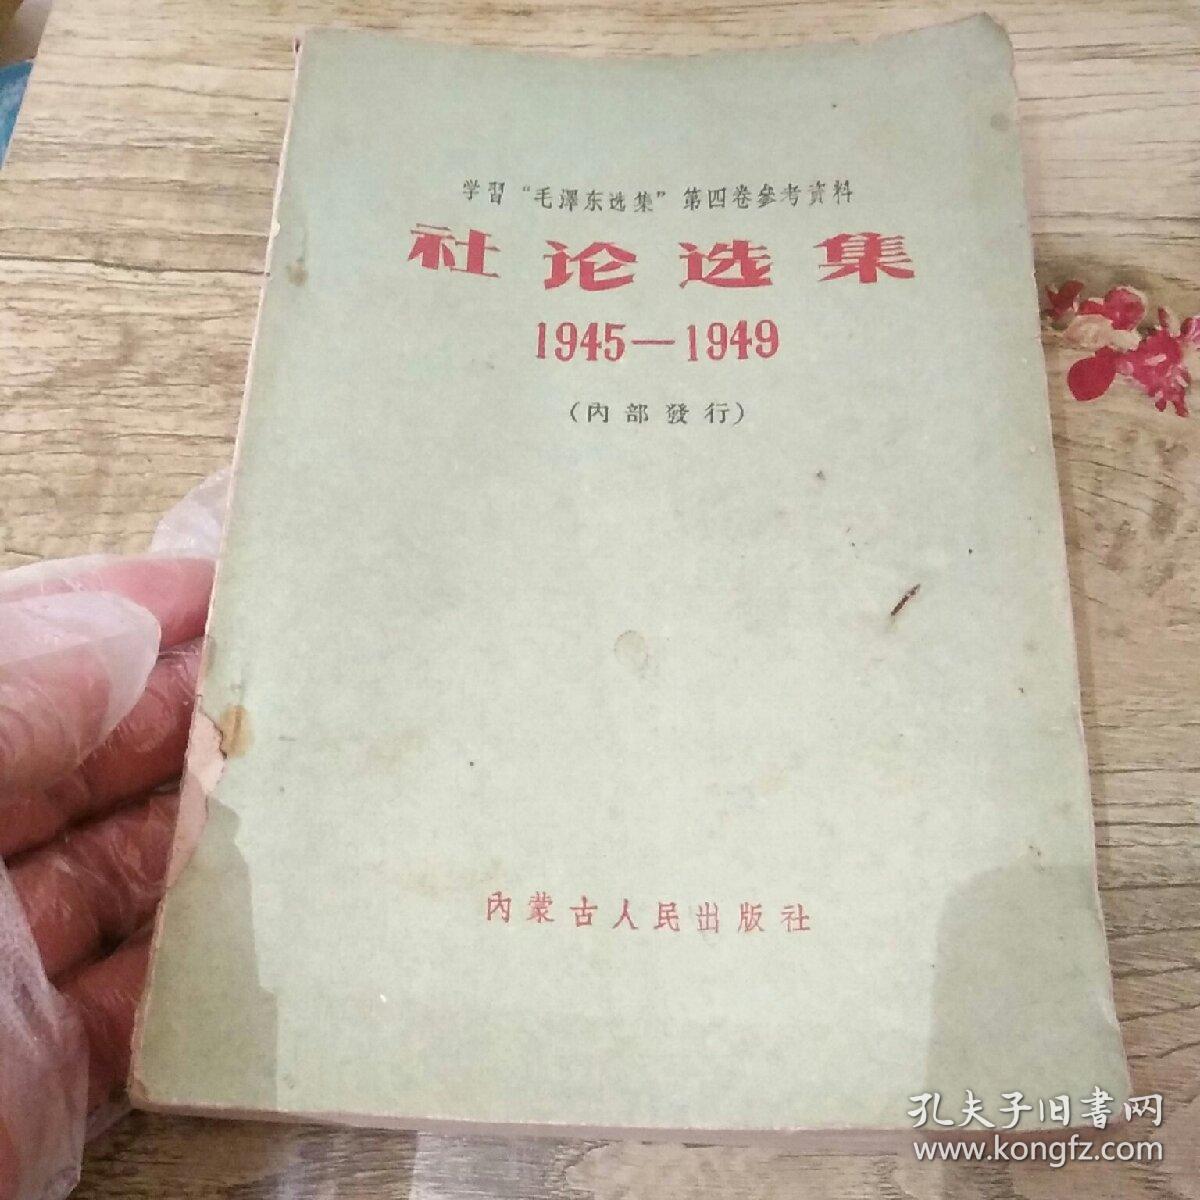 学習“毛澤东选集”第四卷參考資料
社论选集
1945—1949
（內部發行）
內蒙古人民出版社
孔夫子旧書网
www.kongfz.com